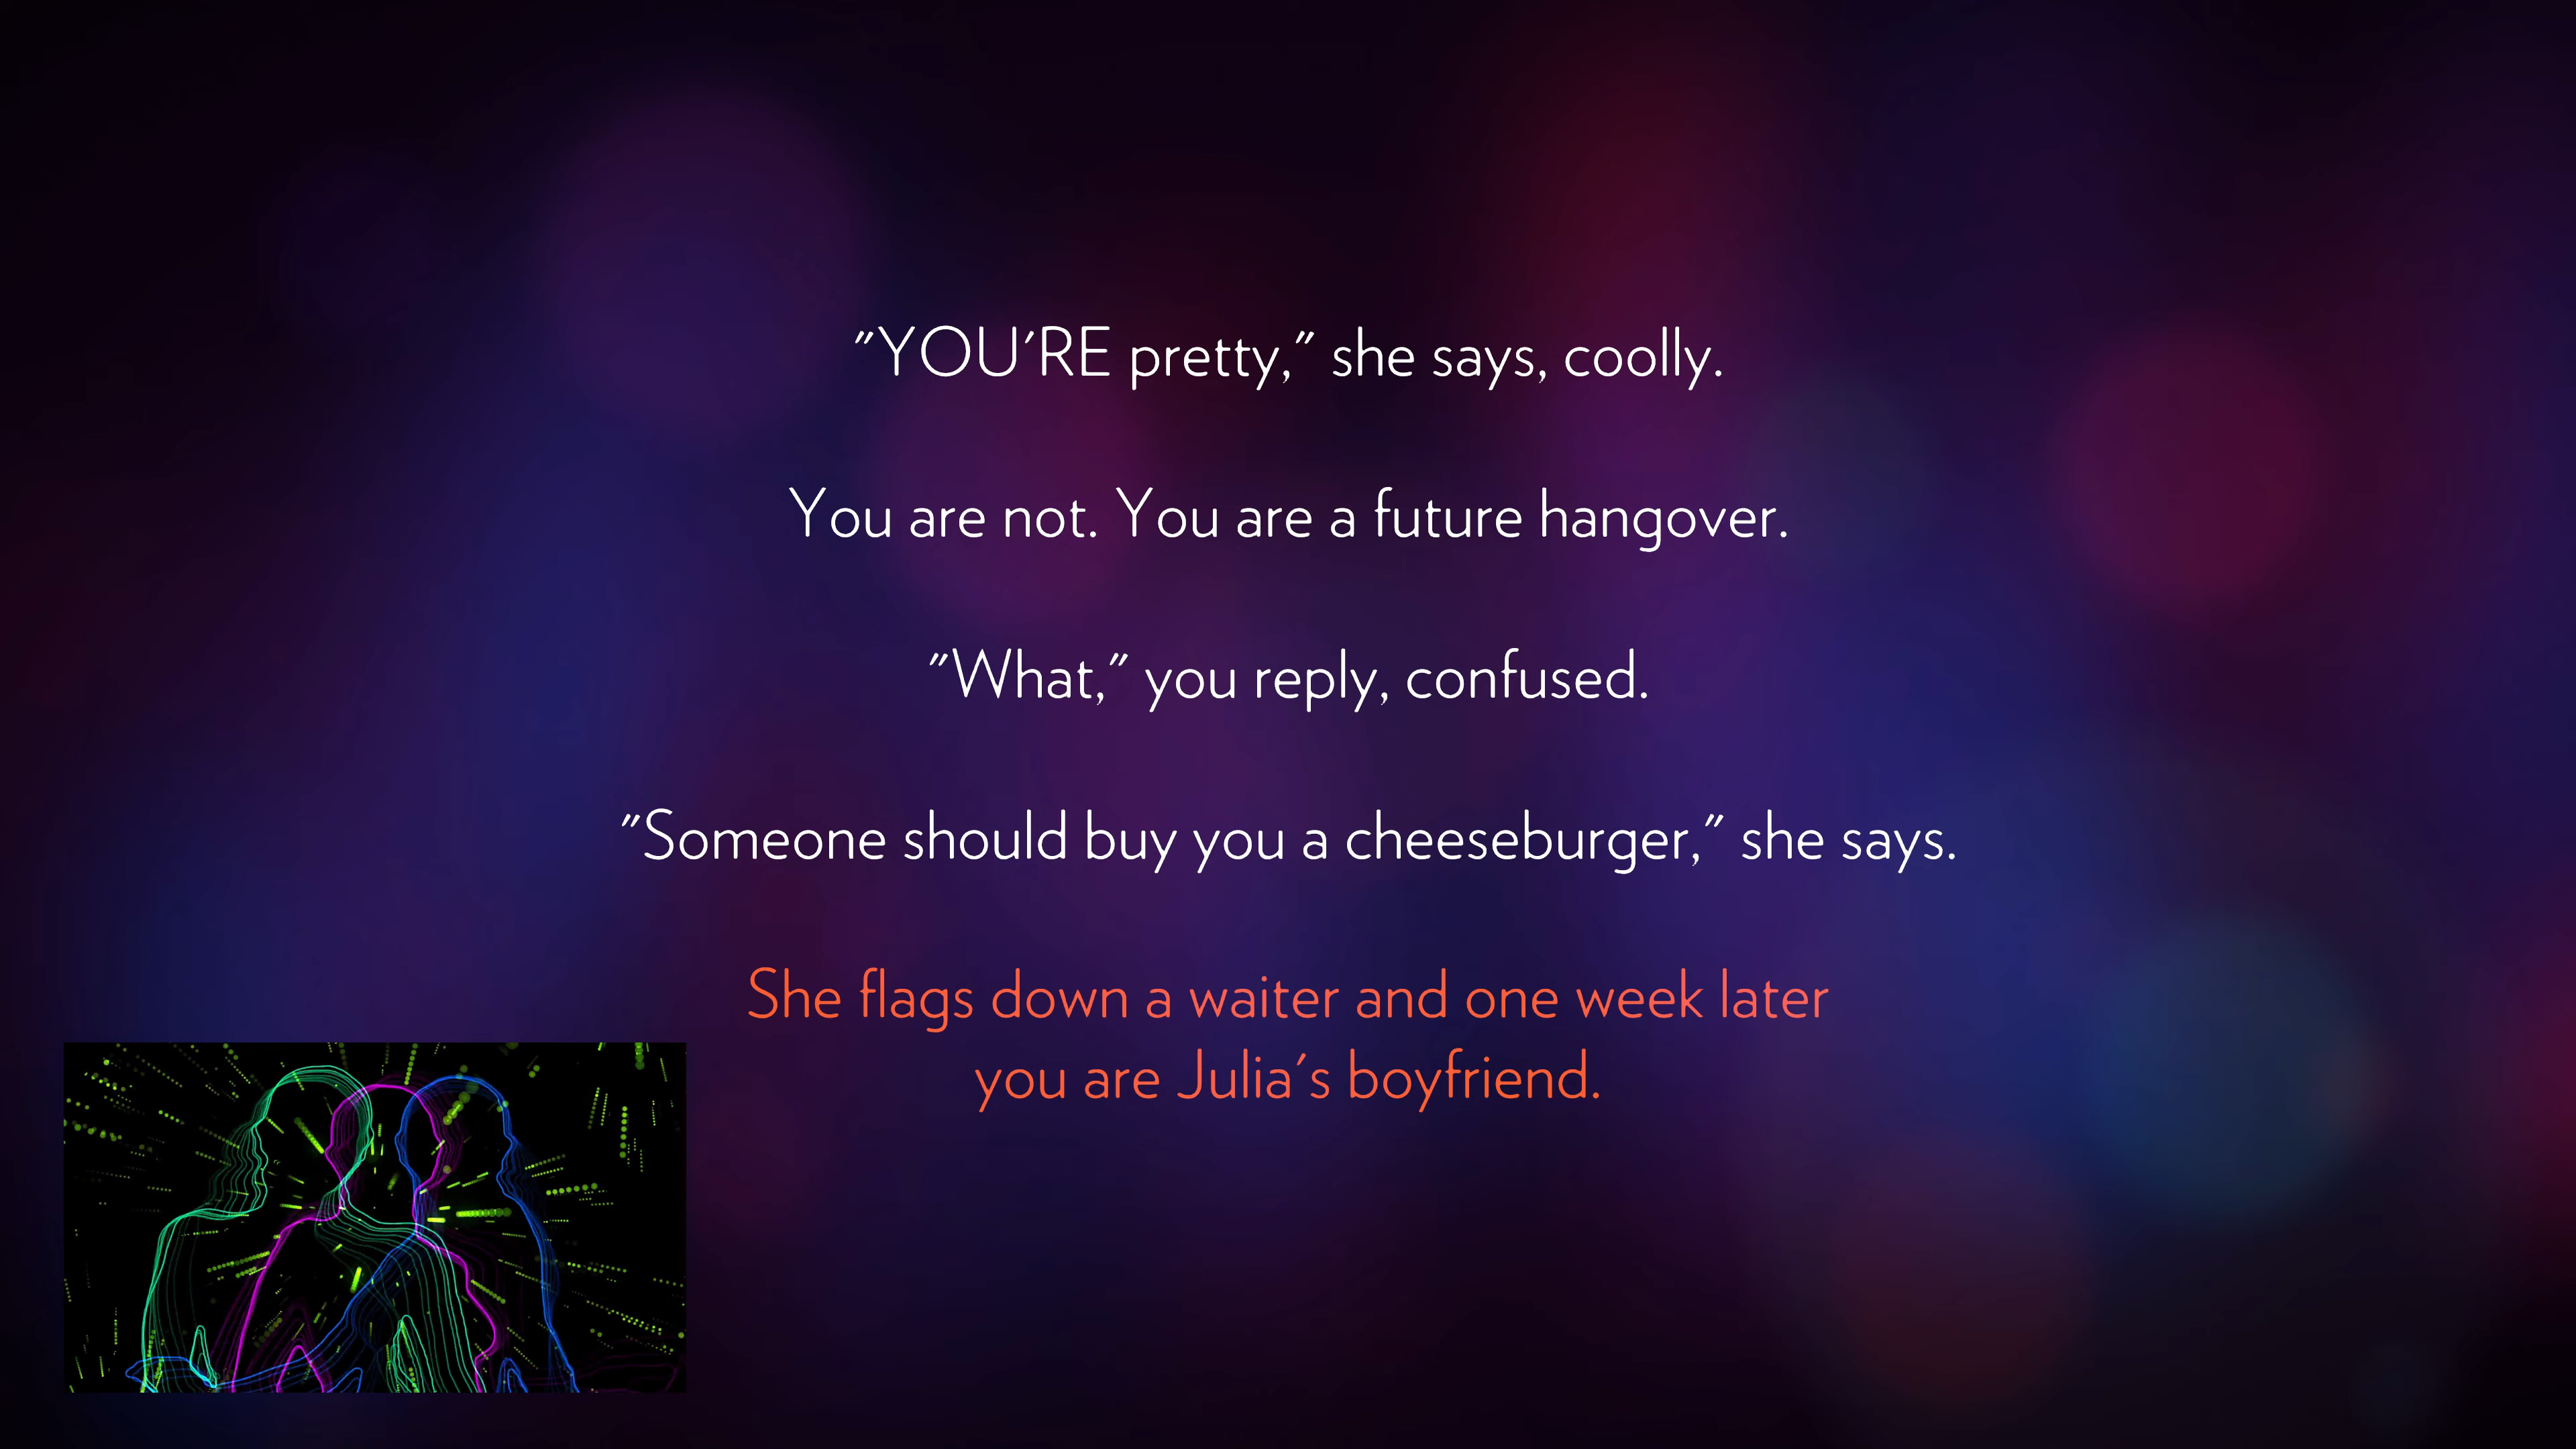 "YOU'RE pretty," she says, coolly.
You are not. You are a future hangover.
"What," you reply, confused.
"Someone should buy you a cheeseburger," she says.
She flags down a waiter and one week later
you are Julia's boyfriend.